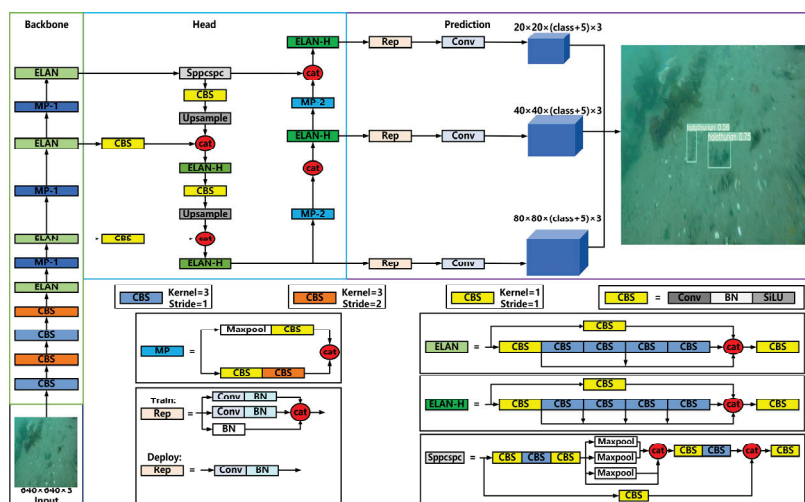 Backbone
Head
Prediction
ELAN
MP-1
ELAN
MP-1
ELAN
MP-1
ELAN
CBS
CBS
CBS
CBS
Input
CBS
CBS
Sppcspc
CBS
Upsample
cat
ELAN-H
CBS
Upsample
cat
ELAN-H
ELAN-H
cat
MP-2
ELAN-H
cat
MP-2
Rep
Conv
20×20×(class+5)×3
Rep
Conv
40×40×(class+5)×3
Rep
Conv
80×80×(class+5)×3
holothurian 0.75
CBS
Kernel=3
Stride=1
CBS
Kernel=3
Stride=2
CBS
Kernel=1
Stride=1
CBS = Conv BN SiLU
MP =
Maxpool CBS
cat
CBS CBS
Train:
Rep =
Conv BN
Conv BN
BN
cat
Deploy:
Rep = Conv BN
ELAN =
CBS
CBS CBS CBS CBS CBS cat CBS
ELAN-H =
CBS
CBS CBS CBS CBS CBS cat CBS
Sppcspc =
CBS CBS CBS
Maxpool
Maxpool
Maxpool
cat CBS CBS cat CBS
CBS